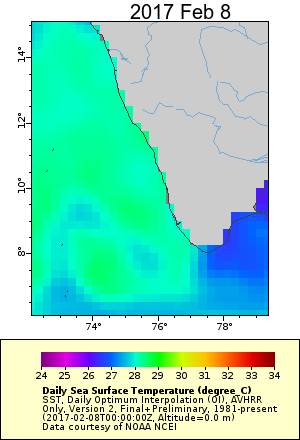 2017 Feb 8
14°
12°
10°
8°
74° 76° 78°
24 25 26 27 28 29 30 31 32 33 34
Daily Sea Surface Temperature (degree_C)
SST, Daily Optimum Interpolation (OI), AVHRR
Only, Version 2, Final+Preliminary, 1981-present
(2017-02-08T00:00:00Z, Altitude=0.0 m)
Data courtesy of NOAA NCEI